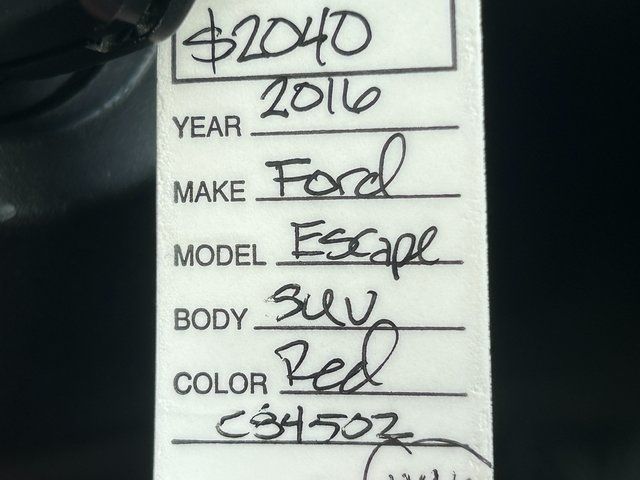 $2040
YEAR 2016
MAKE Ford
MODEL Escape
BODY SUV
COLOR Red
C34502